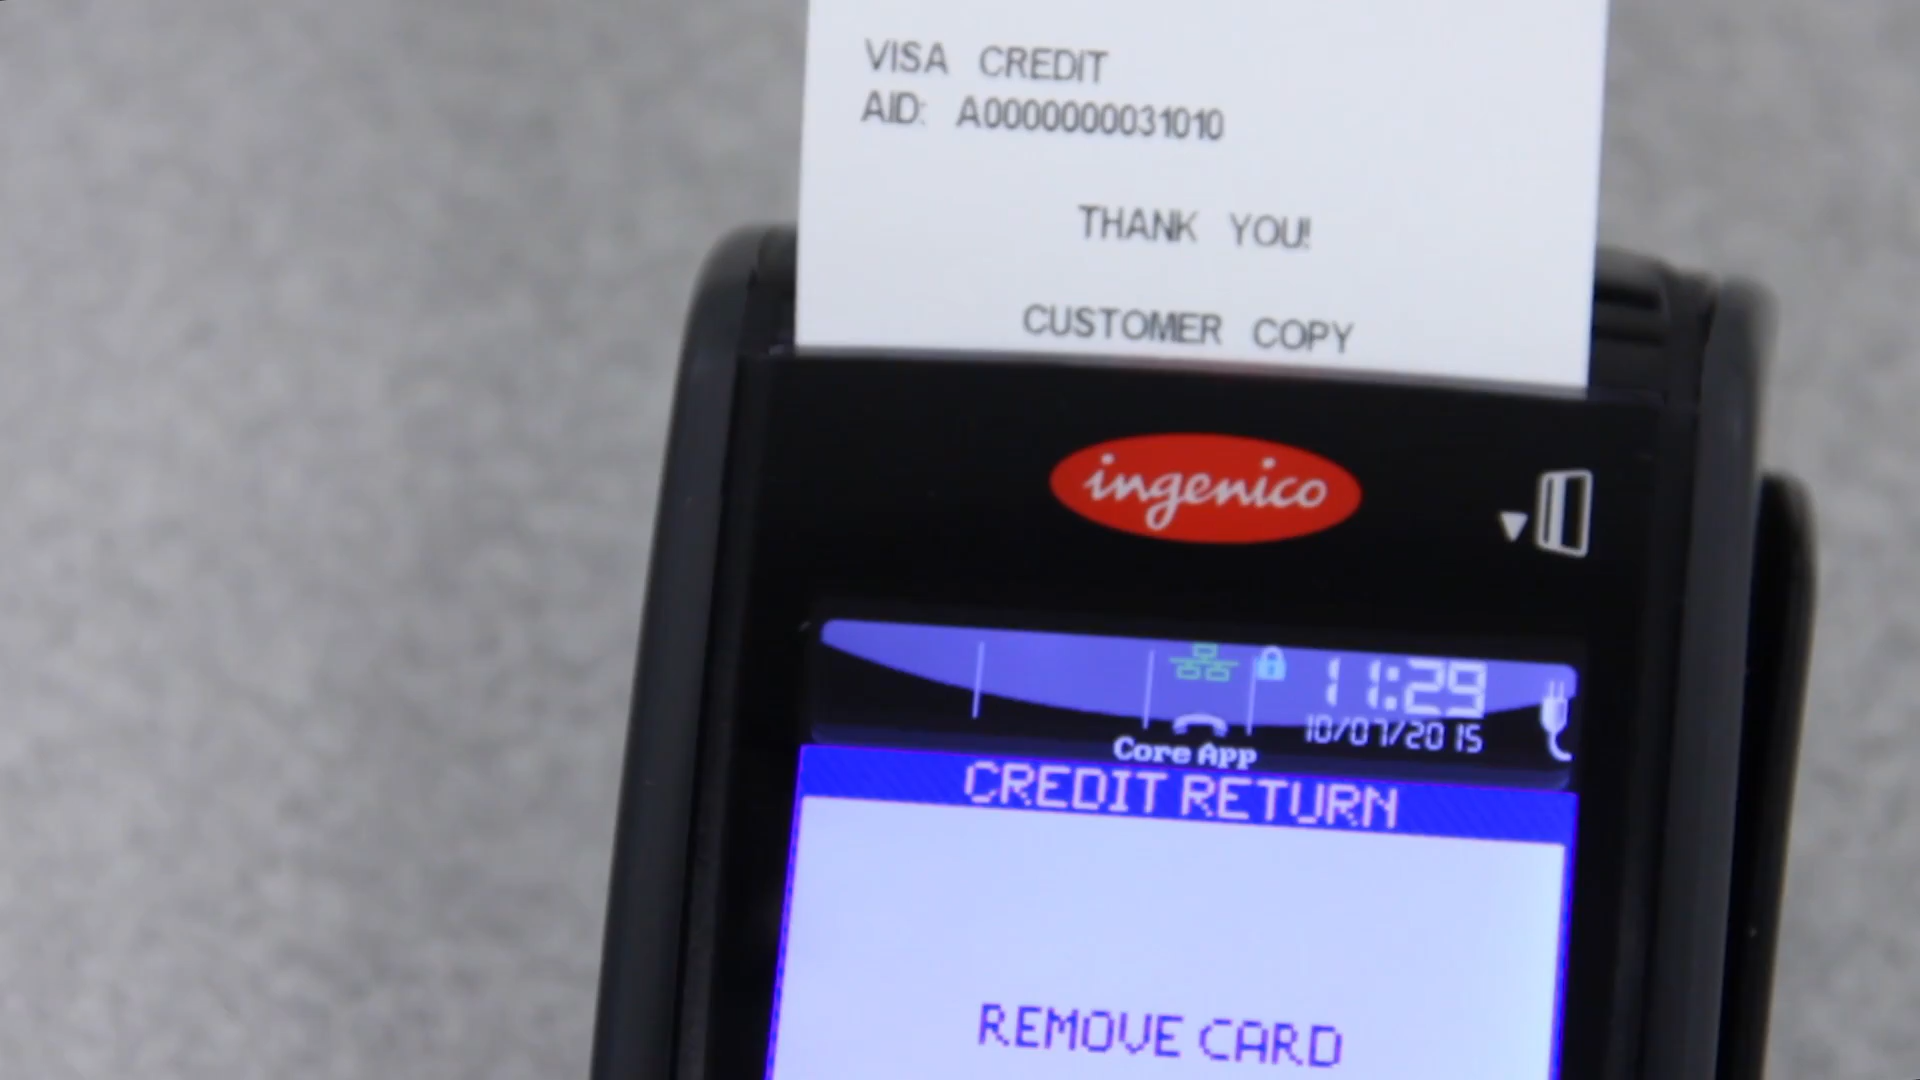 VISA CREDIT
AID: A0000000031010
THANK YOU!
CUSTOMER COPY
ingenico
11:29
10/07/2015
Core App
CREDIT RETURN
REMOVE CARD